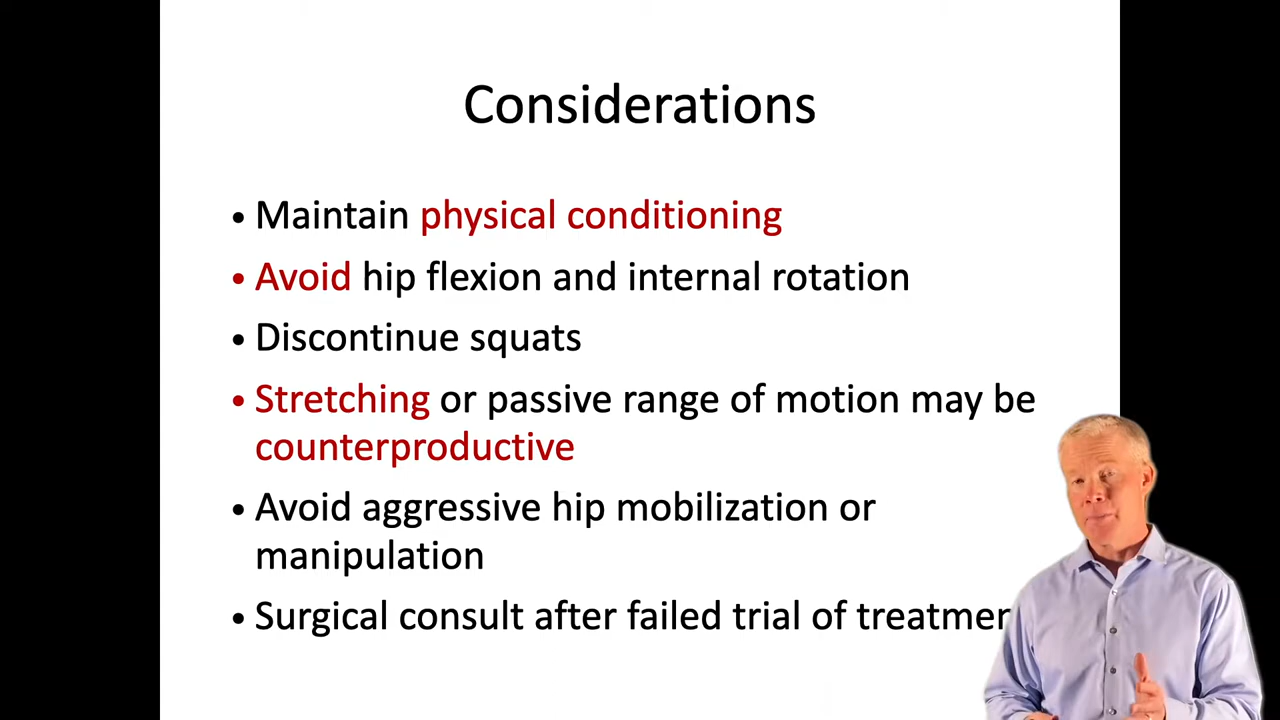 Considerations
• Maintain physical conditioning
• Avoid hip flexion and internal rotation
• Discontinue squats
• Stretching or passive range of motion may be
counterproductive
• Avoid aggressive hip mobilization or
manipulation
• Surgical consult after failed trial of